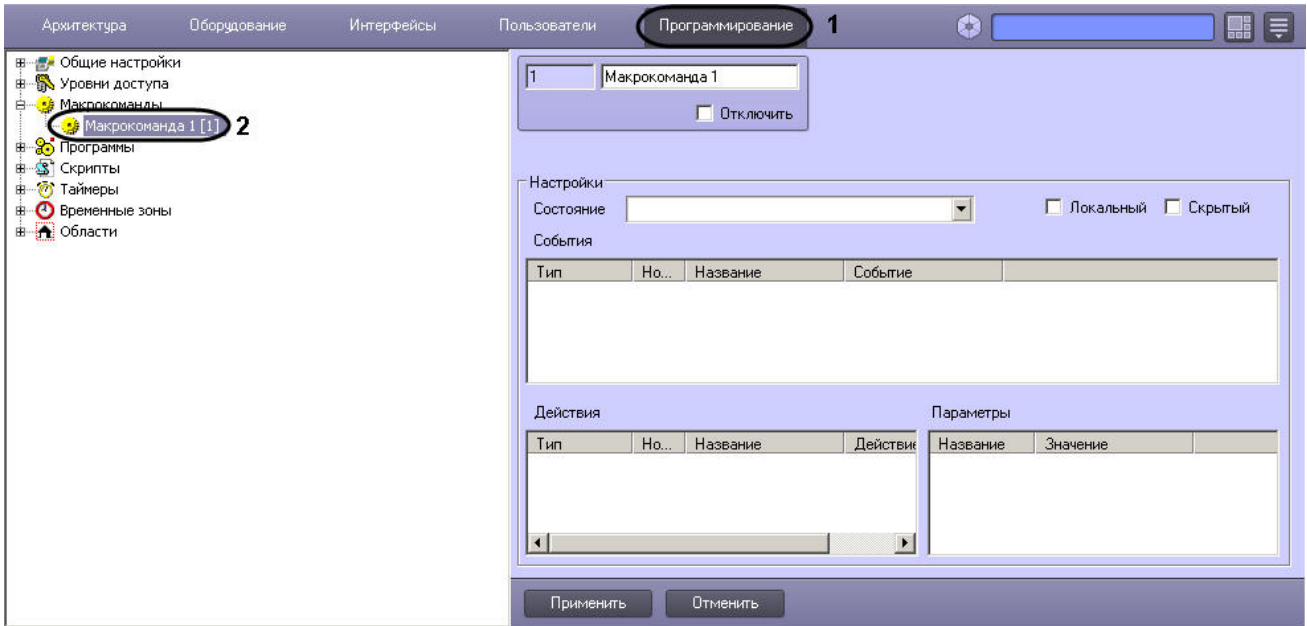 Архитектура Оборудование Интерфейсы Пользователи Программирование 1
Общие настройки
Уровни доступа
Макрокоманды
Макрокоманда 1 [1] 2
Программы
Скрипты
Таймеры
Временные зоны
Области
1 Макрокоманда 1
Отключить
Настройки
Состояние Локальный Скрытый
События
Тип Но... Название Событие
Действия Параметры
Тип Но... Название Действие Название Значение
Применить Отменить